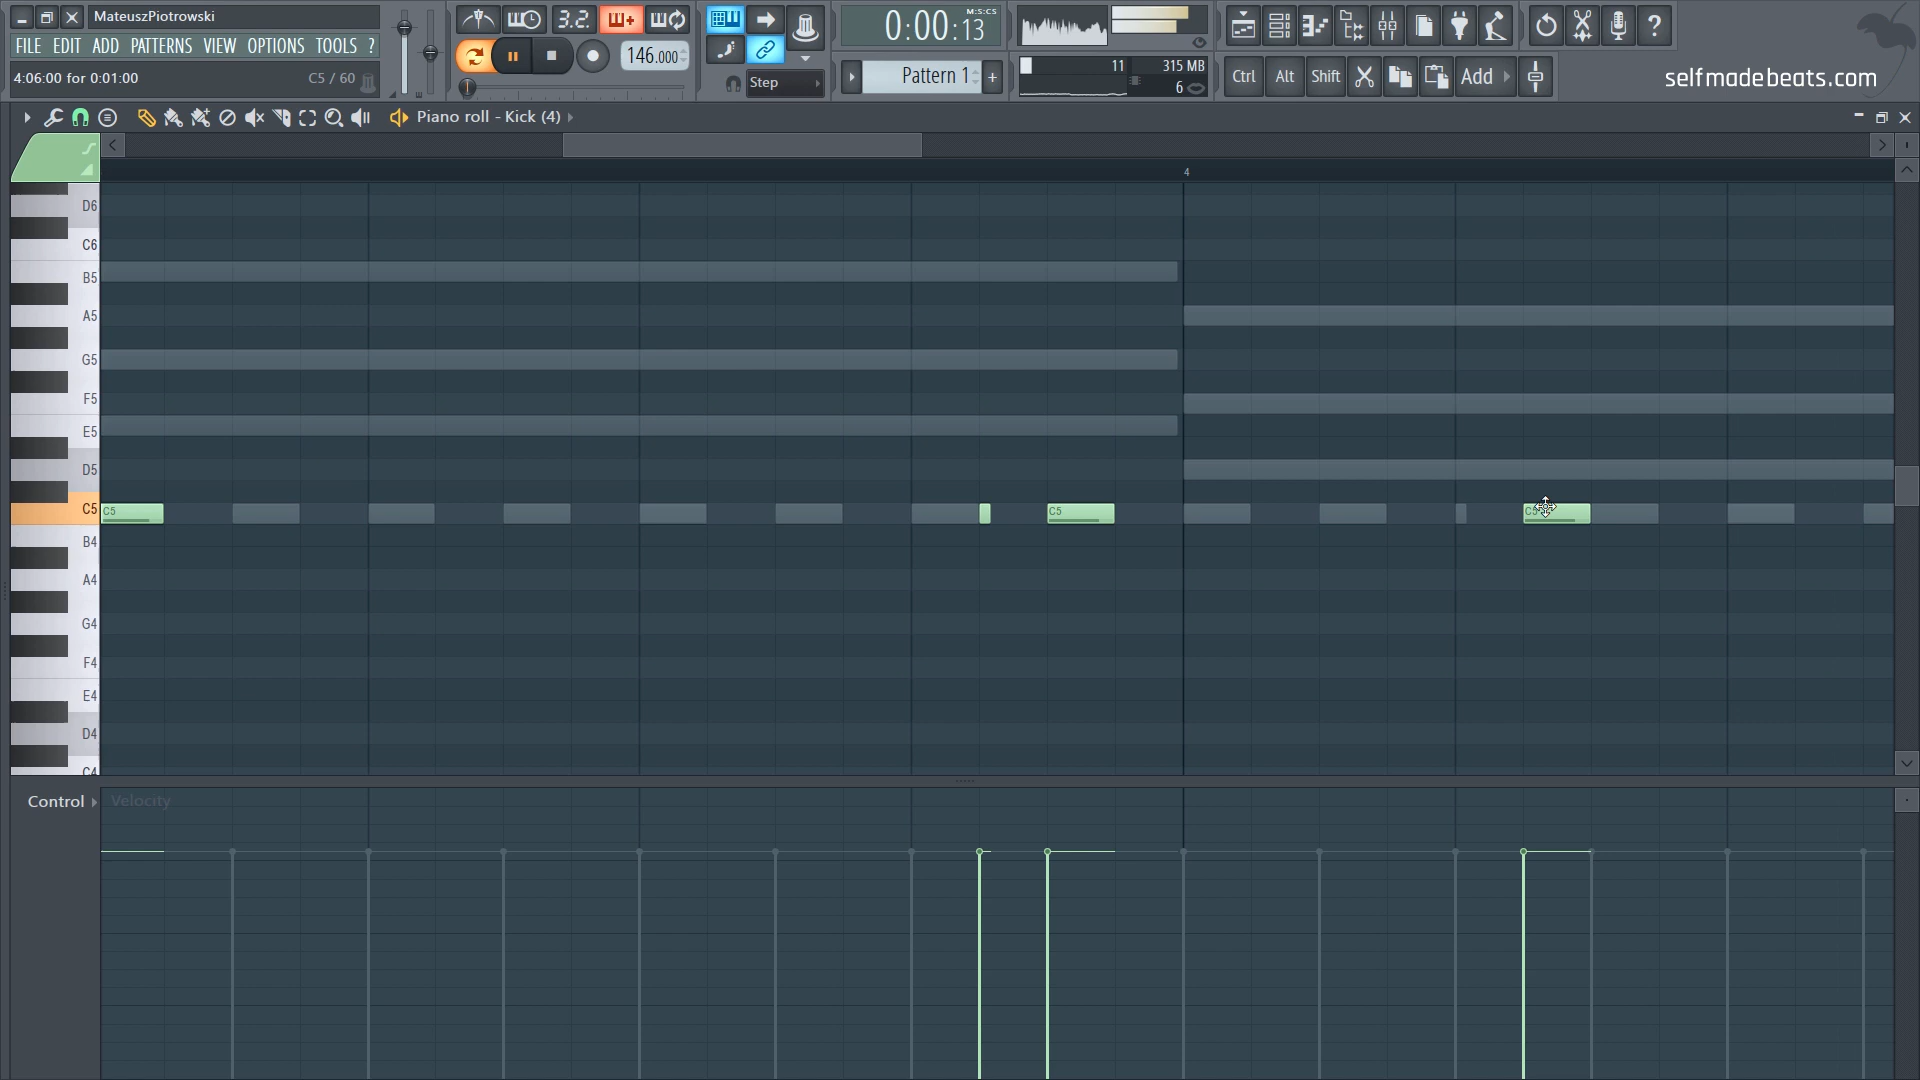 MateuszPiotrowski
FILE EDIT ADD PATTERNS VIEW OPTIONS TOOLS ?
4:06:00 for 0:01:00 C5 / 60
3.2.
146.000
Step
0:00:13
M:S:CS
Pattern 1 +
11 315 MB
6
?
Ctrl Alt Shift Add
selfmadebeats.com
Piano roll - Kick (4)
4
D6
C6
B5
A5
G5
F5
E5
D5
C5 C5 C5 C5
B4
A4
G4
F4
E4
D4
C4
Control Velocity